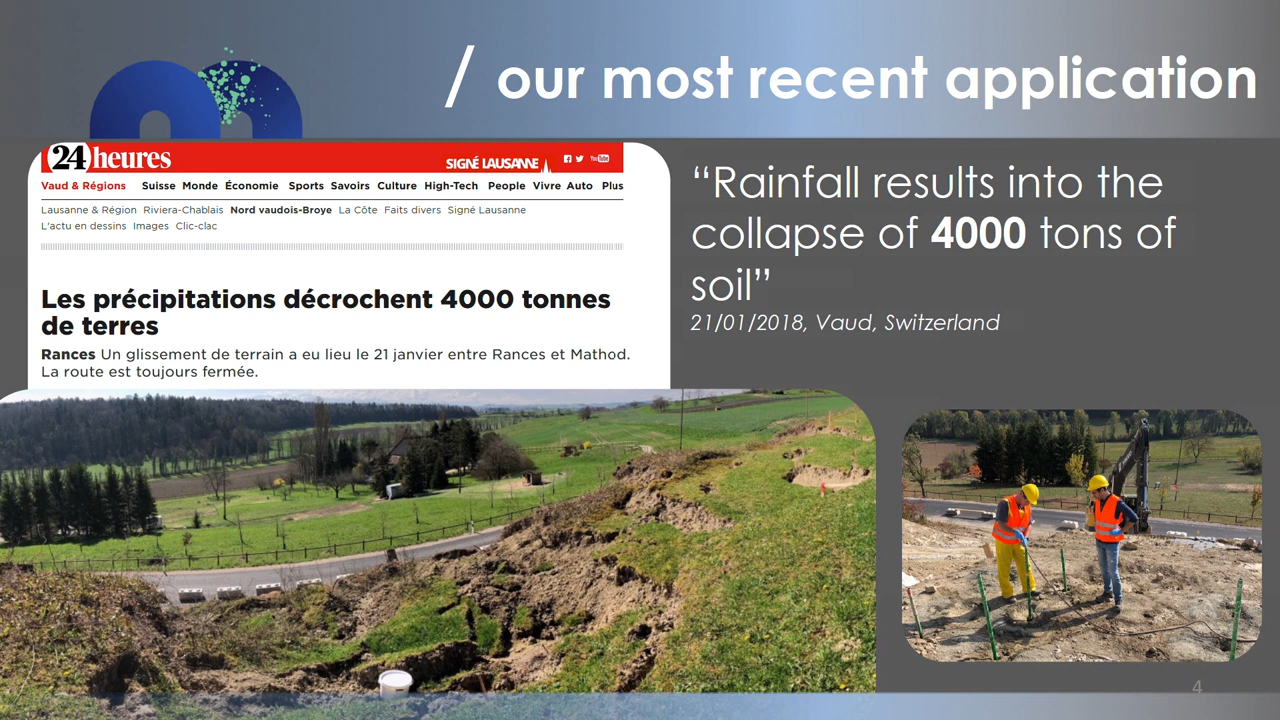 / our most recent application
24 heures
SIGNÉ LAUSANNE
YouTube
Vaud & Régions Suisse Monde Économie Sports Savoirs Culture High-Tech People Vivre Auto Plus
Lausanne & Région Riviera-Chablais Nord vaudois-Broye La Côte Faits divers Signé Lausanne
L'actu en dessins Images Clic-clac
Les précipitations décrochent 4000 tonnes
de terres
Rances Un glissement de terrain a eu lieu le 21 janvier entre Rances et Mathod.
La route est toujours fermée.
“Rainfall results into the
collapse of 4000 tons of
soil”
21/01/2018, Vaud, Switzerland
4